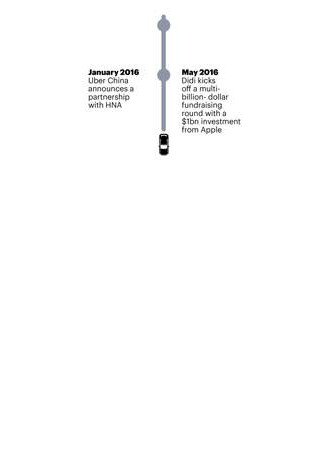 January 2016
Uber China
announces a
partnership
with HNA
May 2016
Didi kicks
off a multi-
billion- dollar
fundraising
round with a
$1bn investment
from Apple